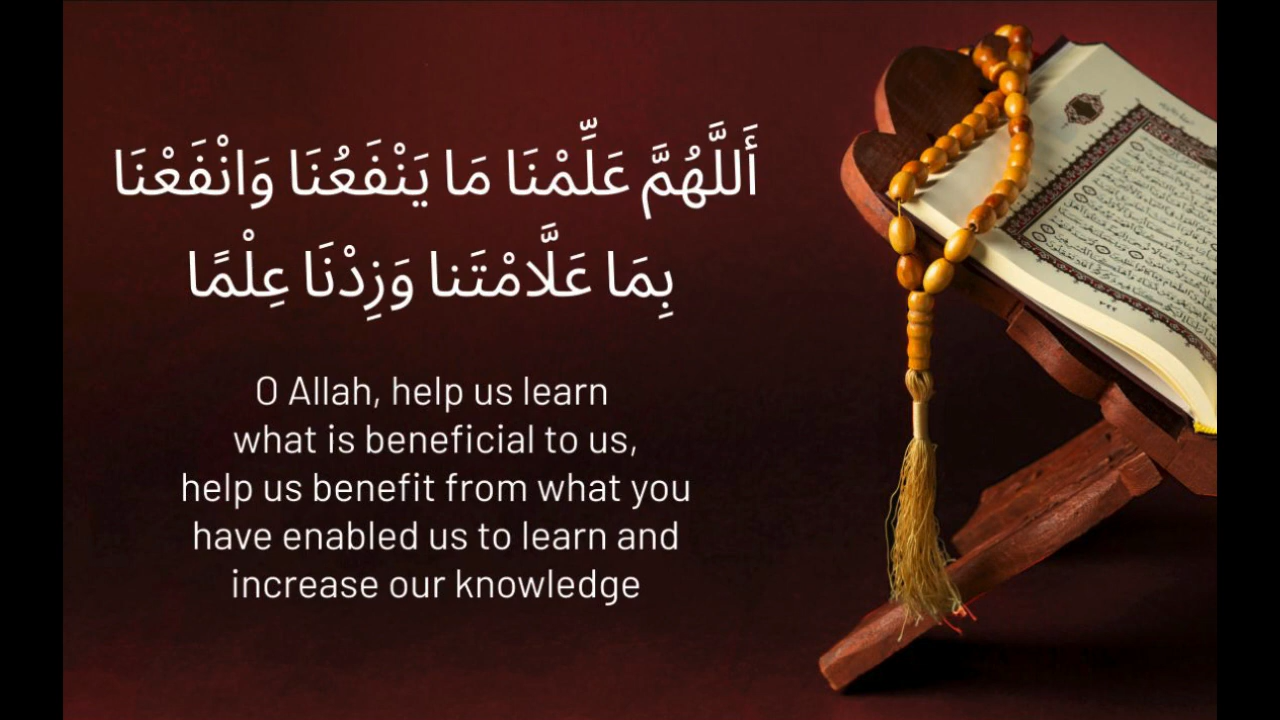 أَللَّهُمَّ عَلِّمْنَا مَا يَنْفَعُنَا وَانْفَعْنَا
بِمَا عَلَّامْتَنا وَزِدْنَا عِلْمًا
O Allah, help us learn
what is beneficial to us,
help us benefit from what you
have enabled us to learn and
increase our knowledge